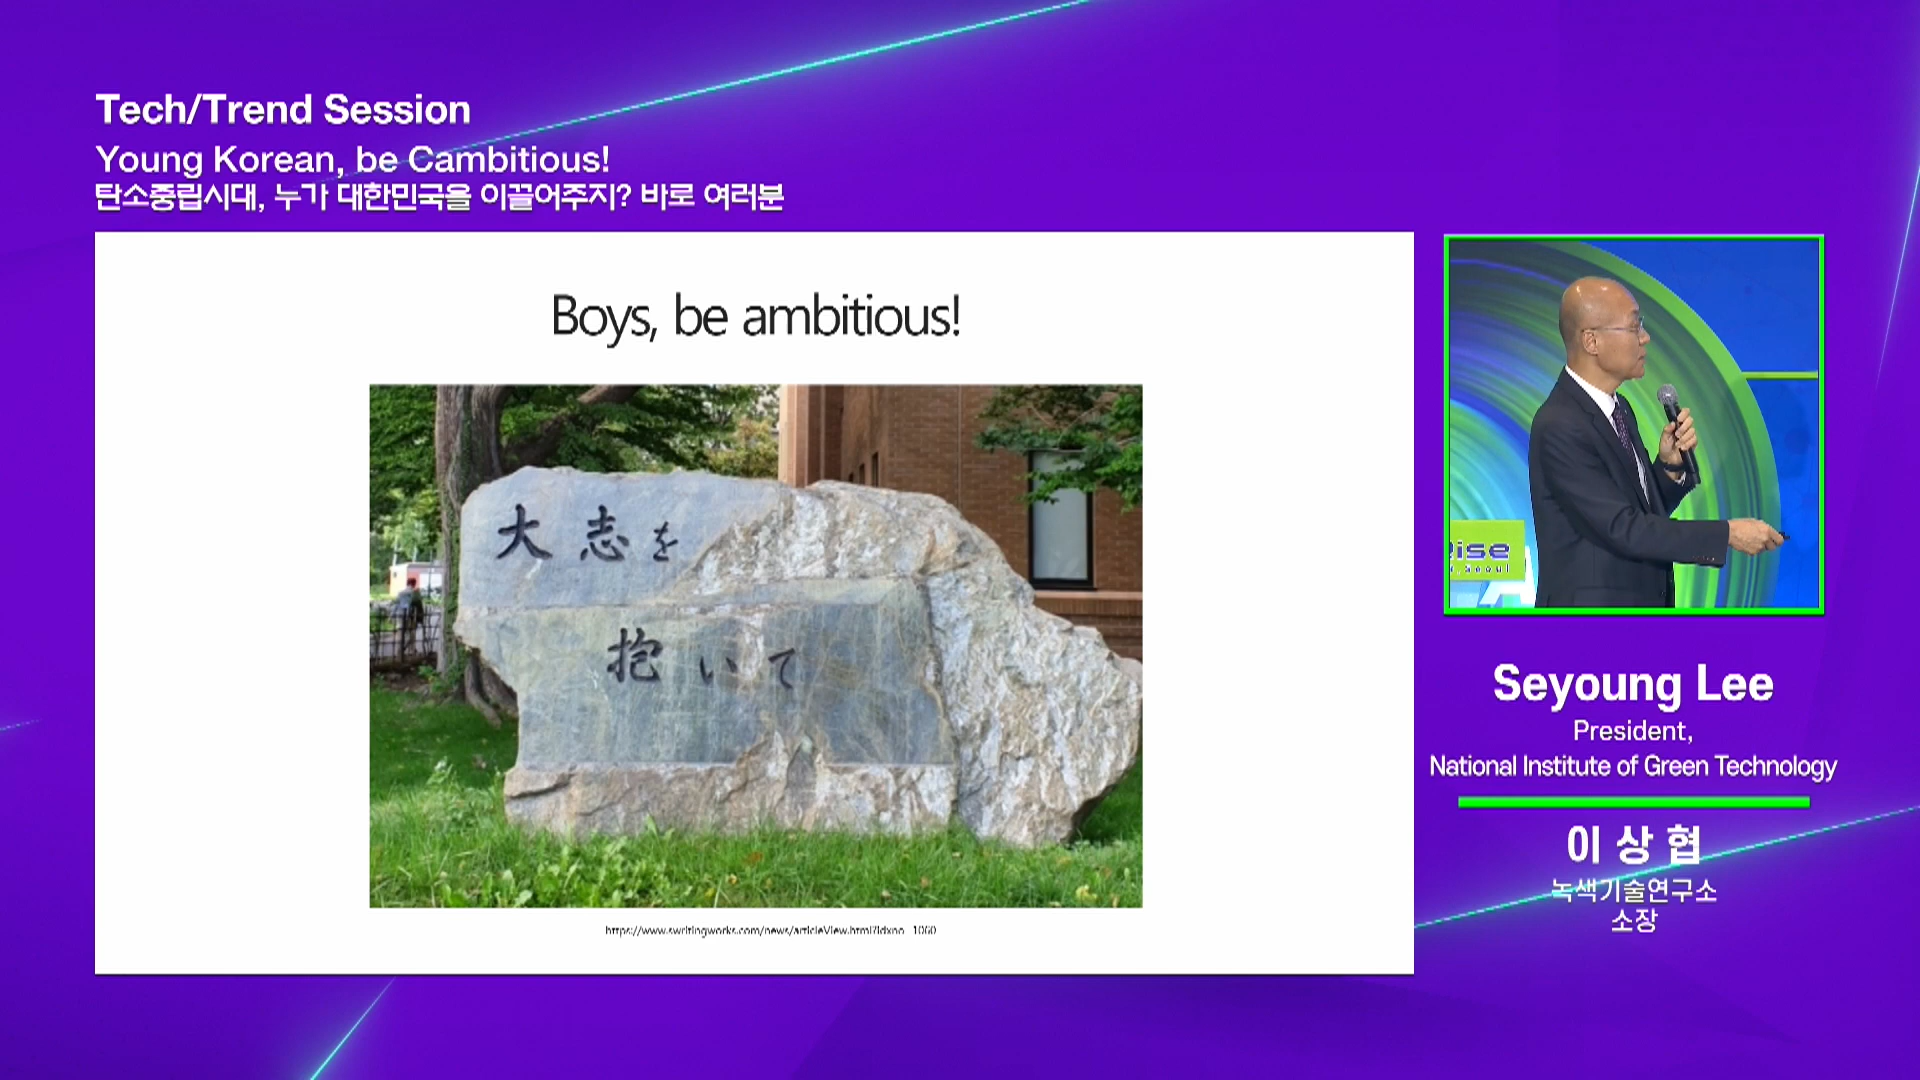 Tech/Trend Session
Young Korean, be Cambitious!
탄소중립시대, 누가 대한민국을 이끌어주지? 바로 여러분
Boys, be ambitious!
大志を
抱いて
Seyoung Lee
President,
National Institute of Green Technology
이상협
녹색기술연구소
소장